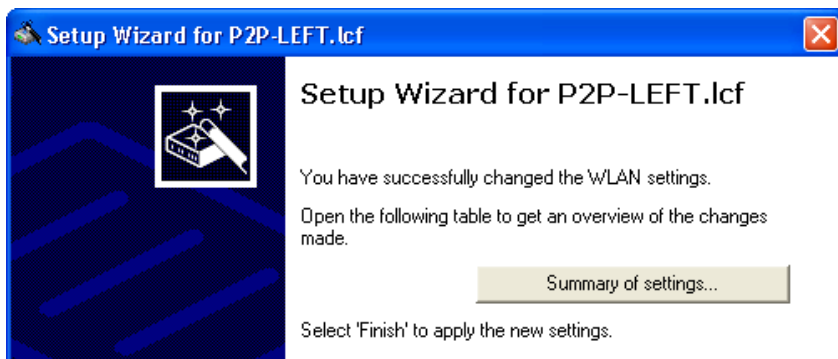 Setup Wizard for P2P-LEFT.lcf
Setup Wizard for P2P-LEFT.lcf
You have successfully changed the WLAN settings.
Open the following table to get an overview of the changes
made.
Summary of settings...
Select 'Finish' to apply the new settings.